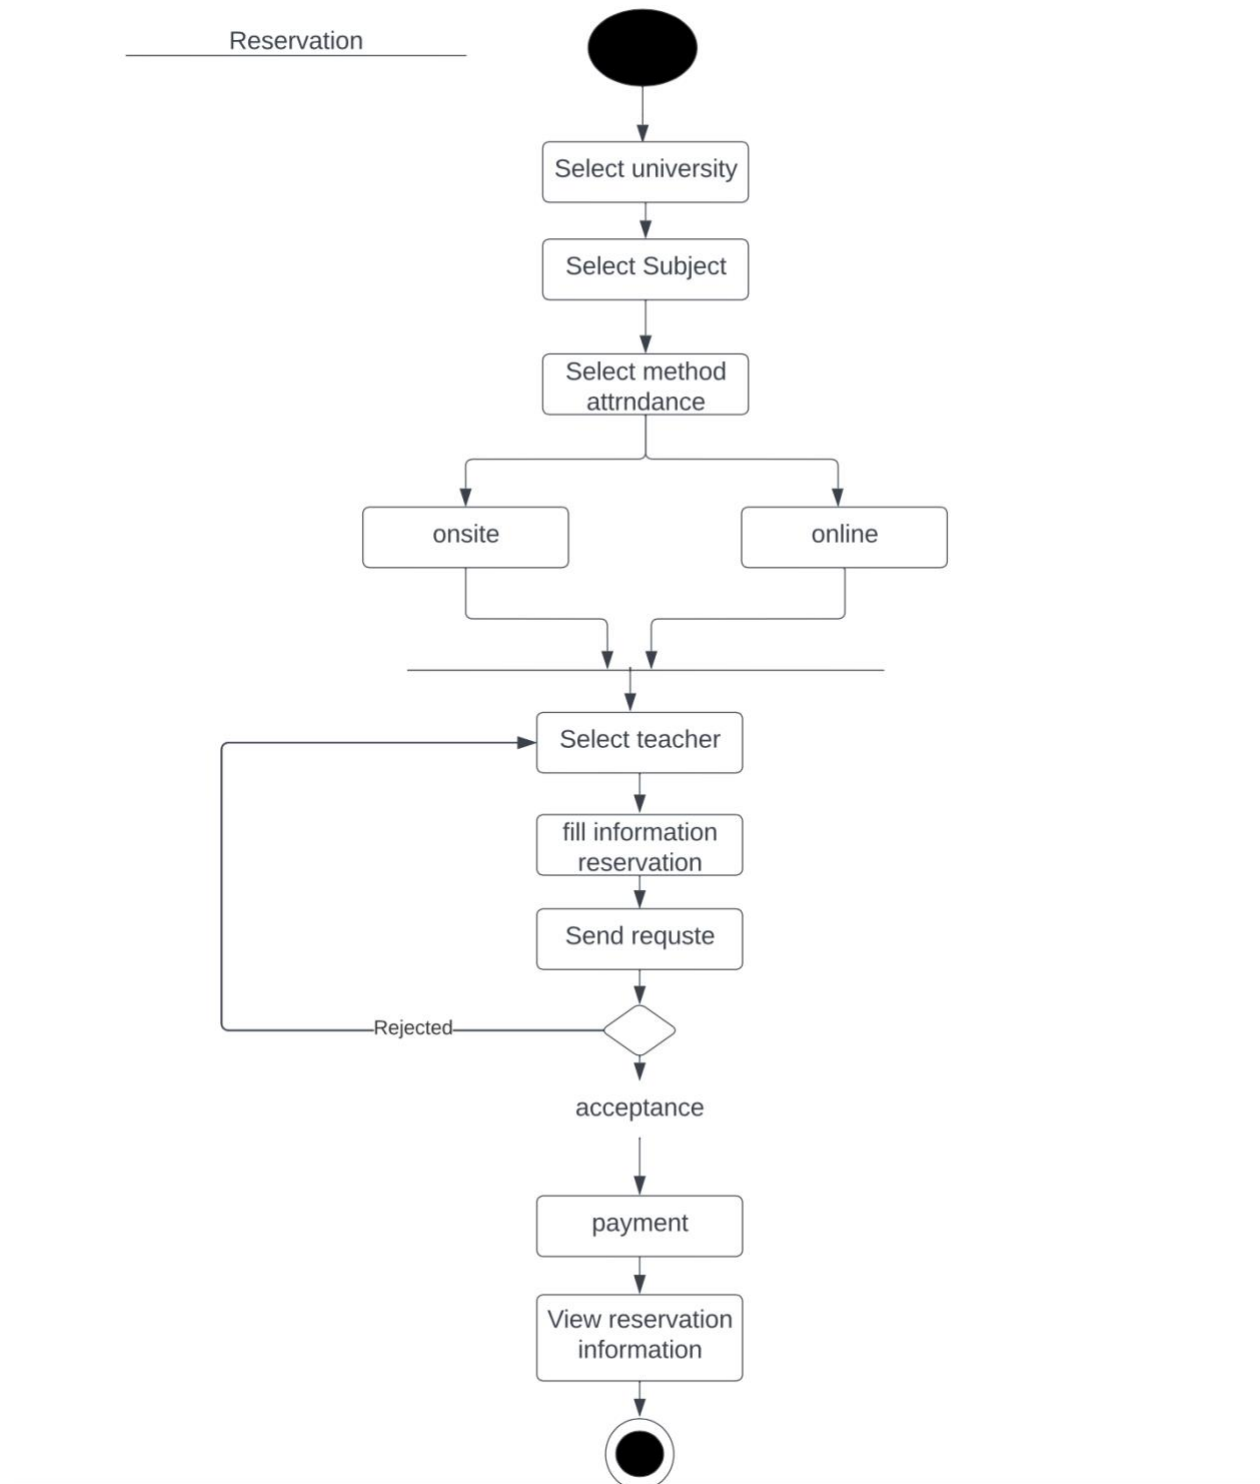 Reservation
Select university
Select Subject
Select method
attrndance
onsite
online
Select teacher
fill information
reservation
Send requste
Rejected
acceptance
payment
View reservation
information